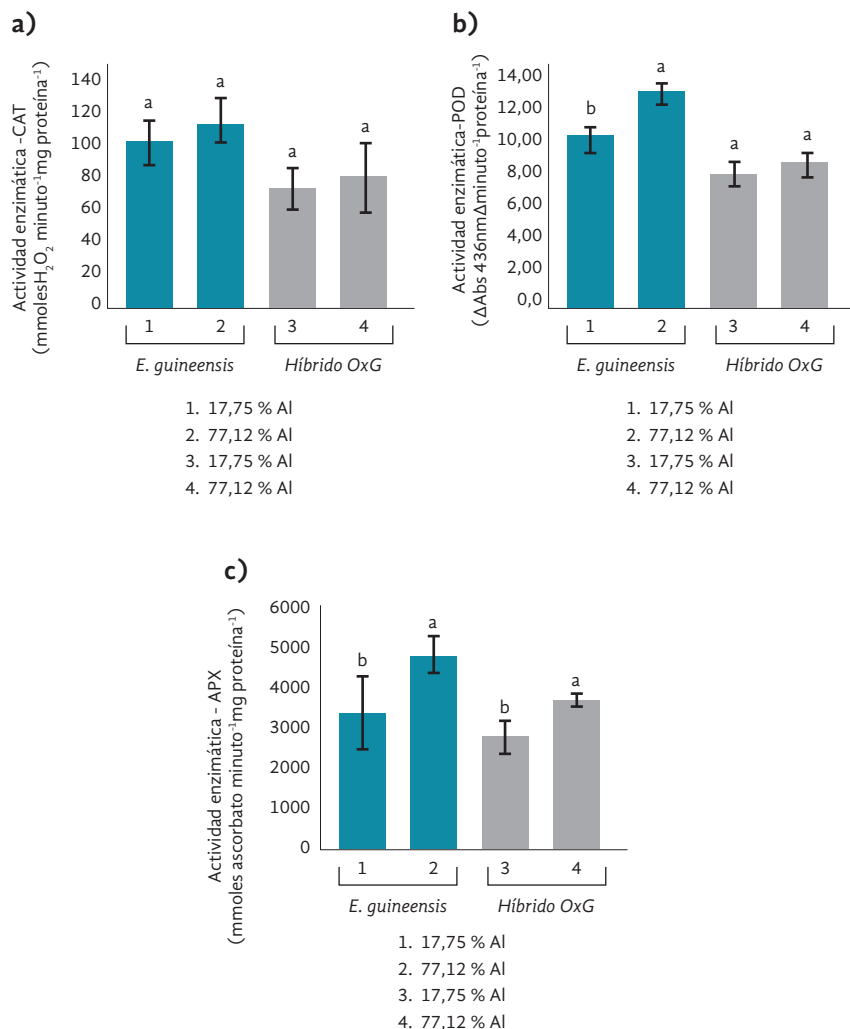 a)
Actividad enzimática -CAT
(mmolesH₂O₂ minuto⁻¹mg proteína⁻¹)
140
120
100
80
60
40
20
0
a
a
a
a
1 2 3 4
E. guineensis Híbrido OxG
1. 17,75 % Al
2. 77,12 % Al
3. 17,75 % Al
4. 77,12 % Al
b)
Actividad enzimática-POD
(ΔAbs 436nmΔminuto⁻¹proteína⁻¹)
14,00
12,00
10,00
8,00
6,00
4,00
2,00
0,0
b
a
a
a
1 2 3 4
E. guineensis Híbrido OxG
1. 17,75 % Al
2. 77,12 % Al
3. 17,75 % Al
4. 77,12 % Al
c)
Actividad enzimática - APX
(mmoles ascorbato minuto⁻¹mg proteína⁻¹)
6000
5000
4000
3000
2000
1000
0
b
a
b
a
1 2 3 4
E. guineensis Híbrido OxG
1. 17,75 % Al
2. 77,12 % Al
3. 17,75 % Al
4. 77,12 % Al